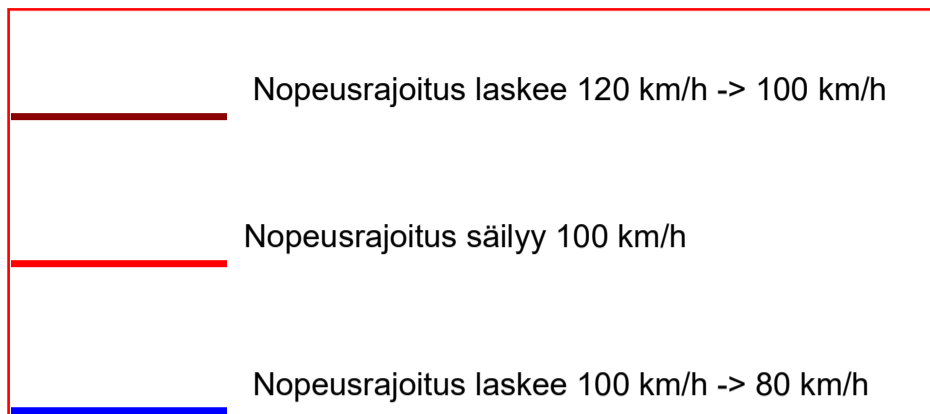 Nopeusrajoitus laskee 120 km/h -> 100 km/h
Nopeusrajoitus säilyy 100 km/h
Nopeusrajoitus laskee 100 km/h -> 80 km/h